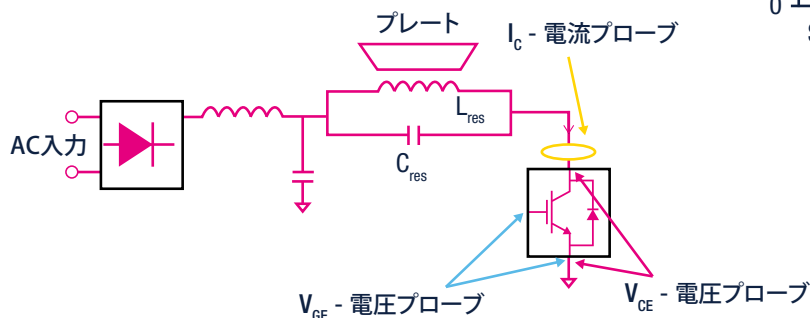 プレート
I_C - 電流プローブ
L_res
AC入力
C_res
V_GE - 電圧プローブ
V_CE - 電圧プローブ
0